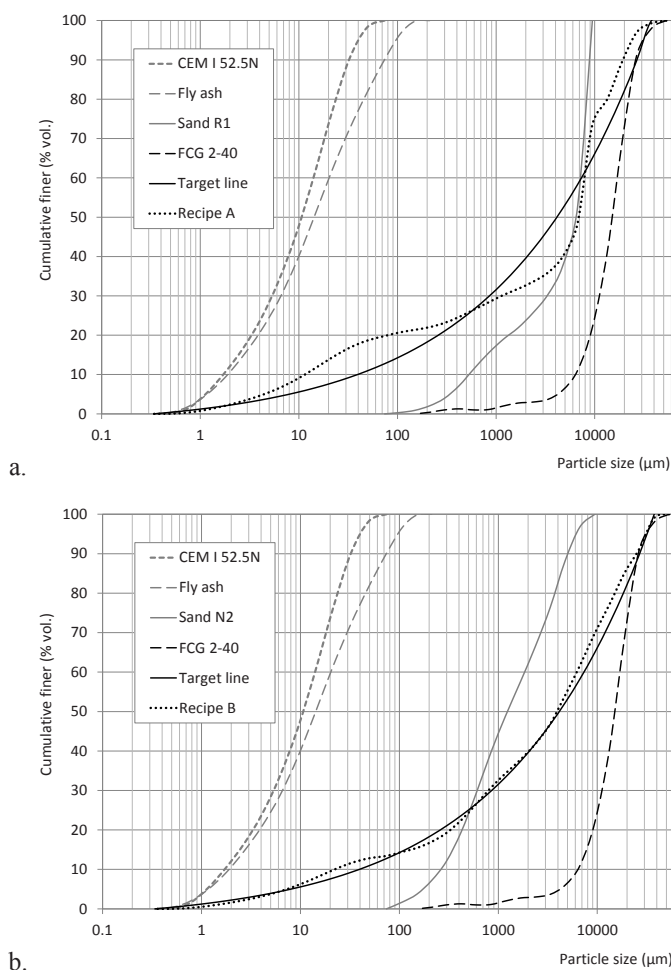 100
90
80
70
60
50
40
30
20
10
0
Cumulative finer (% vol.)
CEM I 52.5N
Fly ash
Sand R1
FCG 2-40
Target line
Recipe A
0.1 1 10 100 1000 10000
Particle size (µm)
a.
100
90
80
70
60
50
40
30
20
10
0
Cumulative finer (% vol.)
CEM I 52.5N
Fly ash
Sand N2
FCG 2-40
Target line
Recipe B
0.1 1 10 100 1000 10000
Particle size (µm)
b.